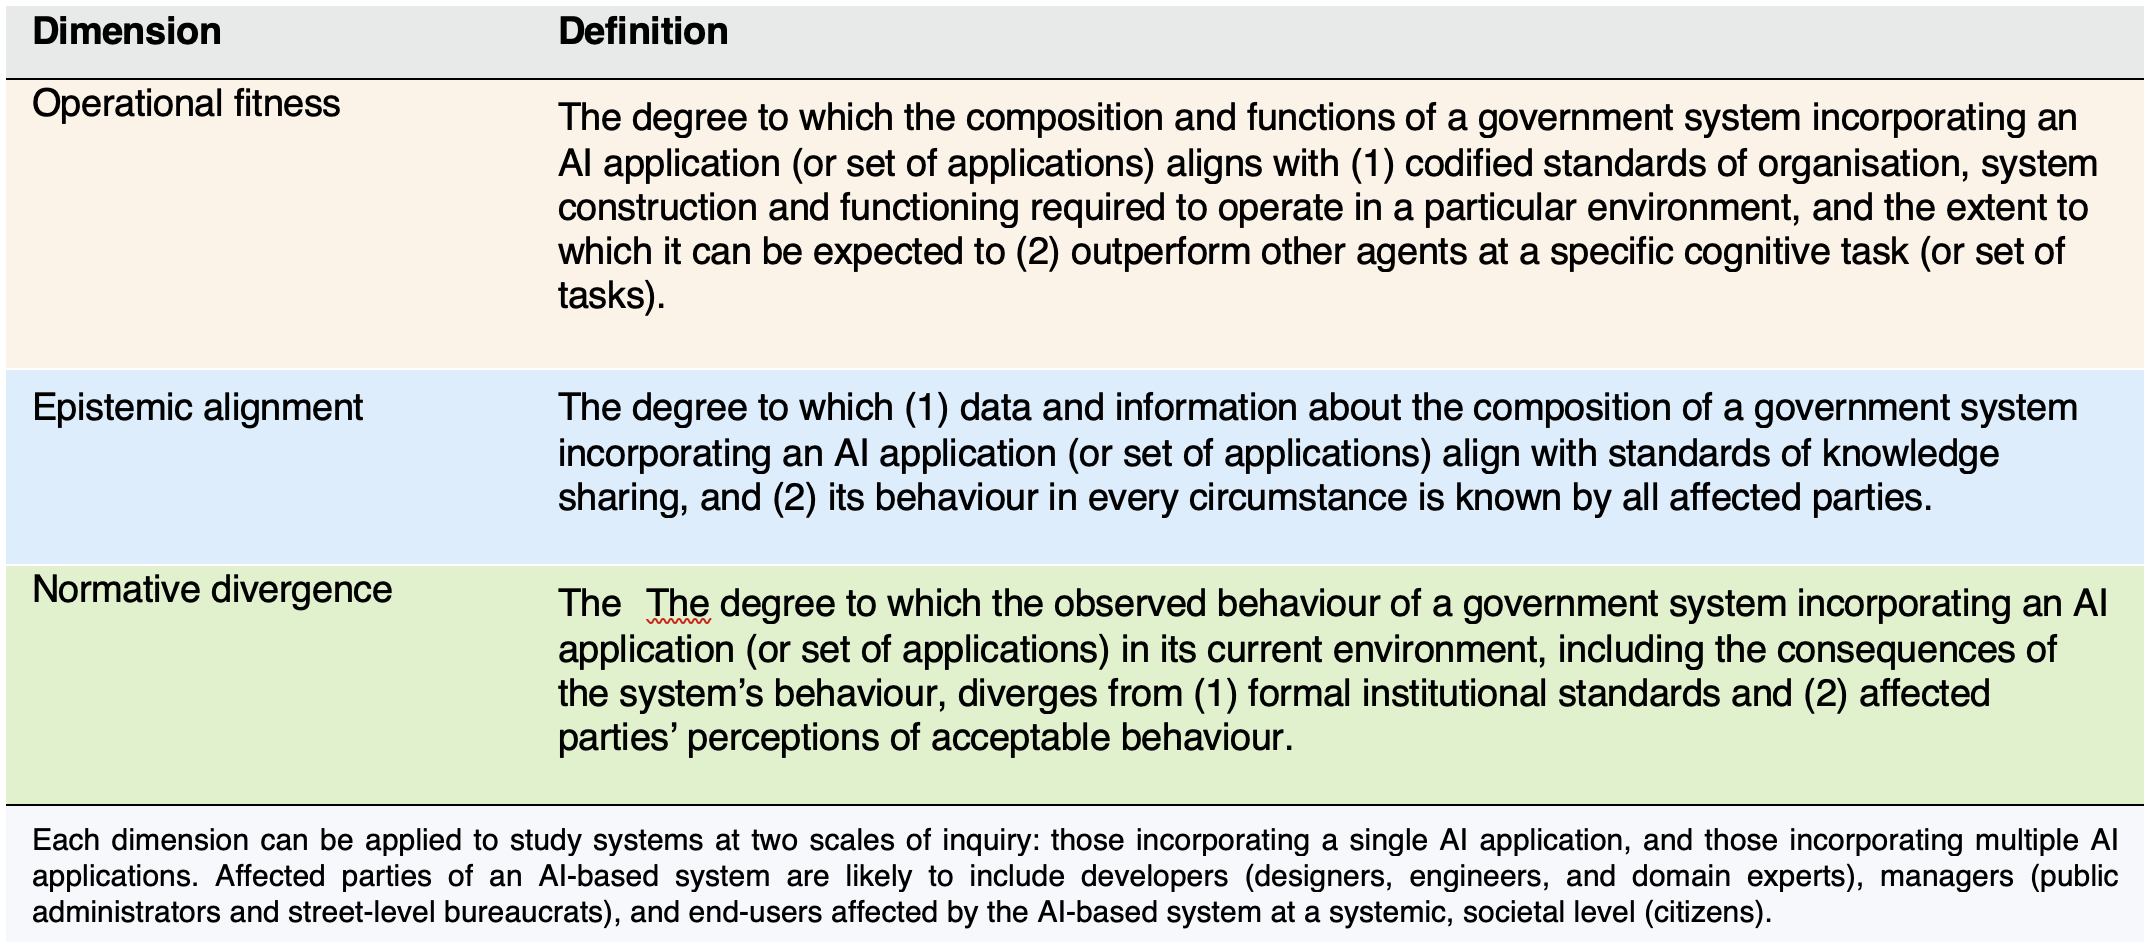 Dimension
Definition
Operational fitness
The degree to which the composition and functions of a government system incorporating an
AI application (or set of applications) aligns with (1) codified standards of organisation, system
construction and functioning required to operate in a particular environment, and the extent to
which it can be expected to (2) outperform other agents at a specific cognitive task (or set of
tasks).
Epistemic alignment
The degree to which (1) data and information about the composition of a government system
incorporating an AI application (or set of applications) align with standards of knowledge
sharing, and (2) its behaviour in every circumstance is known by all affected parties.
Normative divergence
The The degree to which the observed behaviour of a government system incorporating an AI
application (or set of applications) in its current environment, including the consequences of
the system’s behaviour, diverges from (1) formal institutional standards and (2) affected
parties’ perceptions of acceptable behaviour.
Each dimension can be applied to study systems at two scales of inquiry: those incorporating a single AI application, and those incorporating multiple AI
applications. Affected parties of an AI-based system are likely to include developers (designers, engineers, and domain experts), managers (public
administrators and street-level bureaucrats), and end-users affected by the AI-based system at a systemic, societal level (citizens).